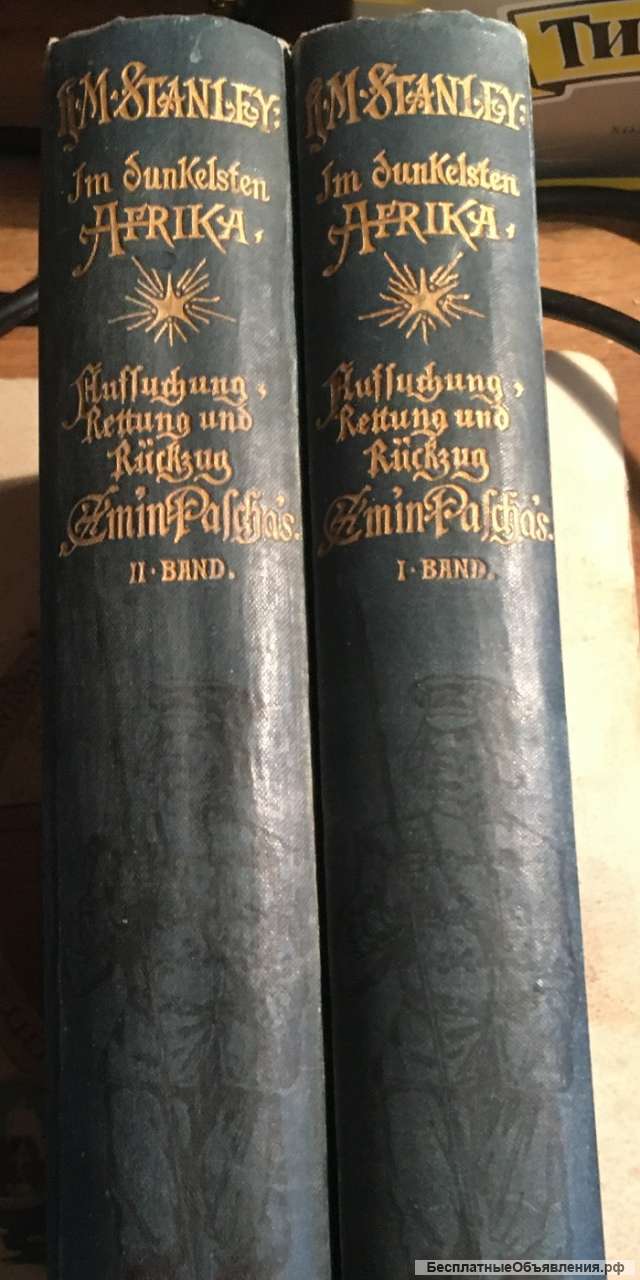 H·M·STANLEY:
Im dunkelsten
AFRIKA,
Aufsuchung,
Rettung und
Rückzug
Emin Pascha's.
II·BAND.
H·M·STANLEY:
Im dunkelsten
AFRIKA,
Aufsuchung,
Rettung und
Rückzug
Emin Pascha's.
I·BAND.
ТИ
БесплатныеОбъявления.рф